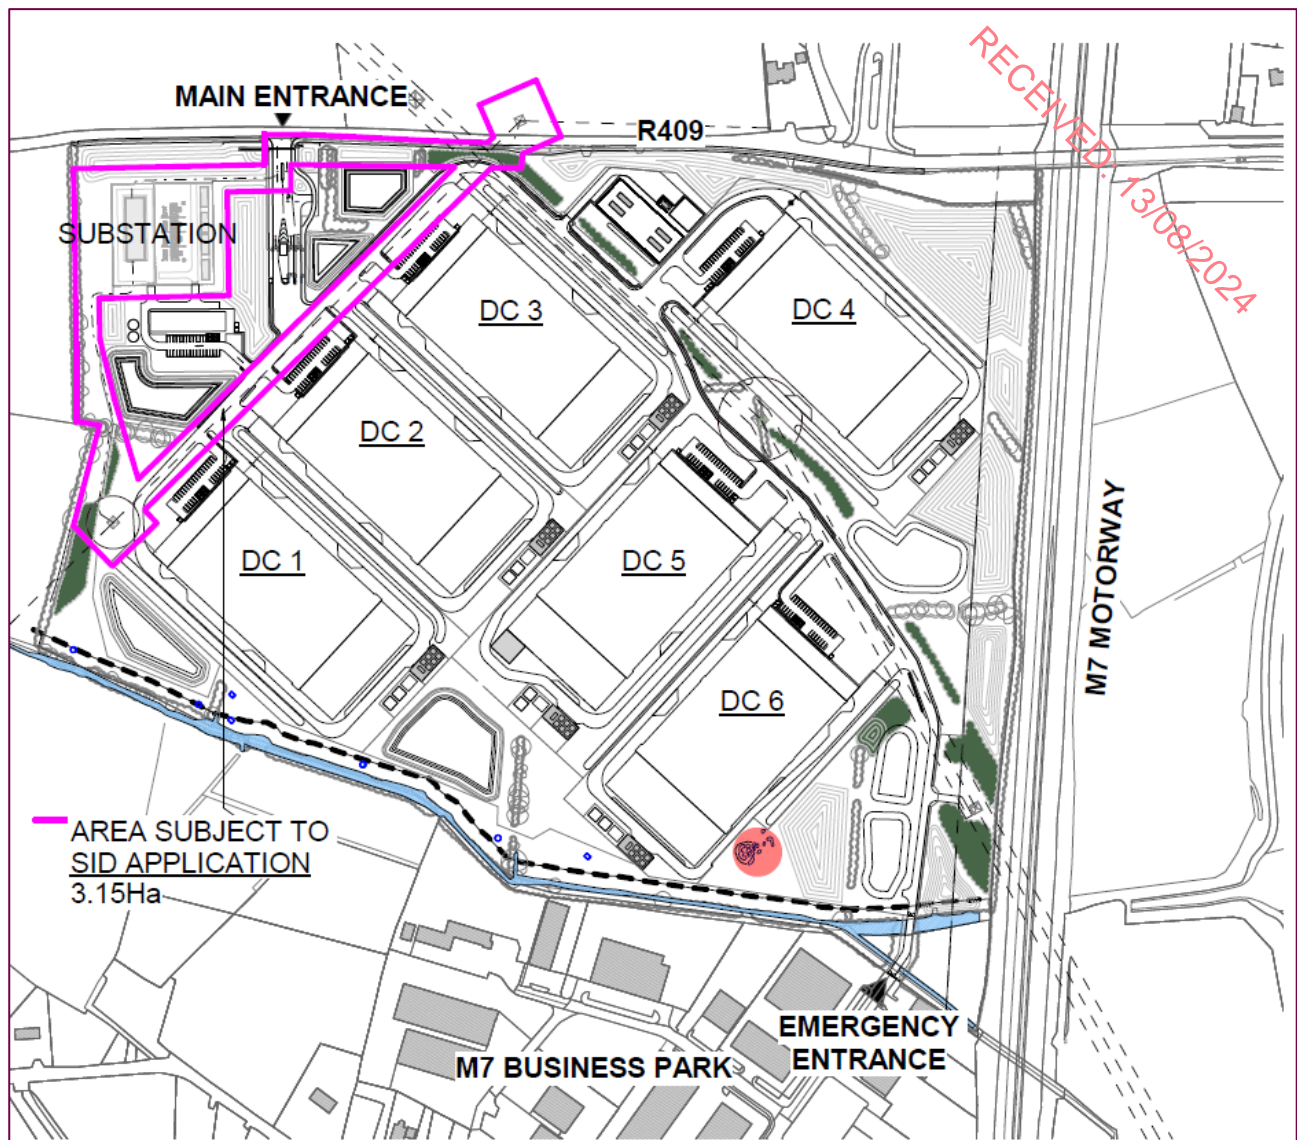 RECEIVED: 13/08/2024
MAIN ENTRANCE
R409
SUBSTATION
DC 3
DC 4
DC 2
DC 1
DC 5
DC 6
M7 MOTORWAY
AREA SUBJECT TO
SID APPLICATION
3.15Ha
EMERGENCY
ENTRANCE
M7 BUSINESS PARK